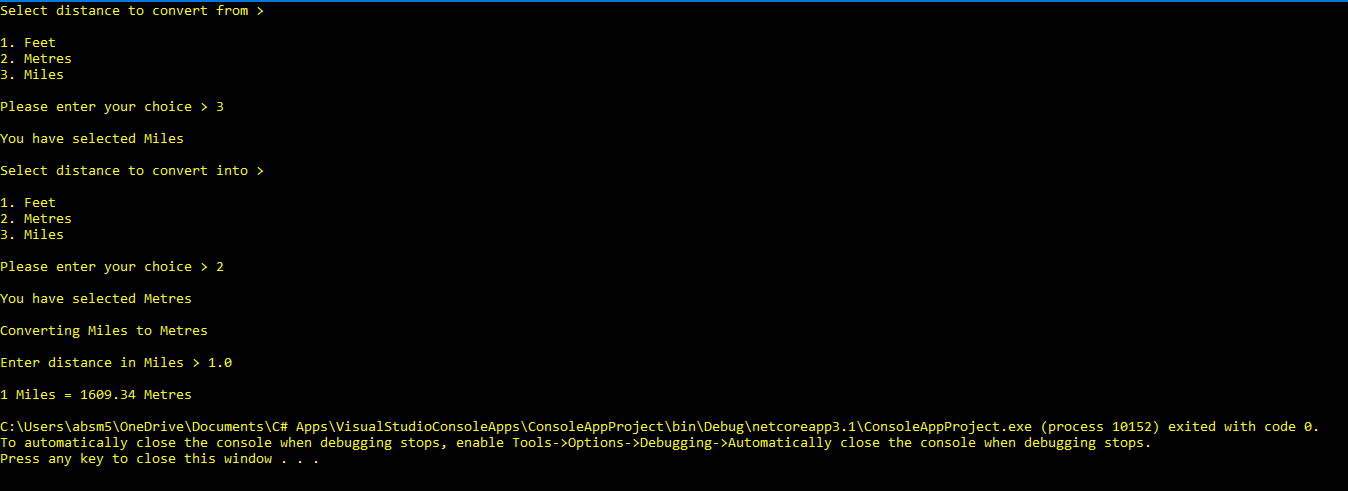 Select distance to convert from >
1. Feet
2. Metres
3. Miles
Please enter your choice > 3
You have selected Miles
Select distance to convert into >
1. Feet
2. Metres
3. Miles
Please enter your choice > 2
You have selected Metres
Converting Miles to Metres
Enter distance in Miles > 1.0
1 Miles = 1609.34 Metres
C:\Users\absm5\OneDrive\Documents\C# Apps\VisualStudioConsoleApps\ConsoleAppProject\bin\Debug\netcoreapp3.1\ConsoleAppProject.exe (process 10152) exited with code 0.
To automatically close the console when debugging stops, enable Tools->Options->Debugging->Automatically close the console when debugging stops.
Press any key to close this window . . .